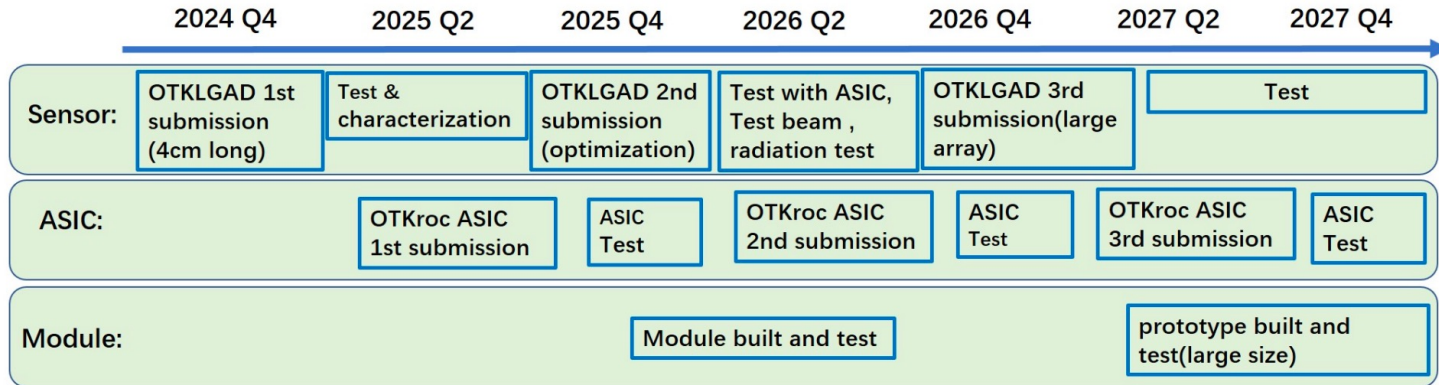 2024 Q4 2025 Q2 2025 Q4 2026 Q2 2026 Q4 2027 Q2 2027 Q4
Sensor:
OTKLGAD 1st
submission
(4cm long)
Test &
characterization
OTKLGAD 2nd
submission
(optimization)
Test with ASIC,
Test beam ,
radiation test
OTKLGAD 3rd
submission(large
array)
Test
ASIC:
OTKroc ASIC
1st submission
ASIC
Test
OTKroc ASIC
2nd submission
ASIC
Test
OTKroc ASIC
3rd submission
ASIC
Test
Module:
Module built and test
prototype built and
test(large size)